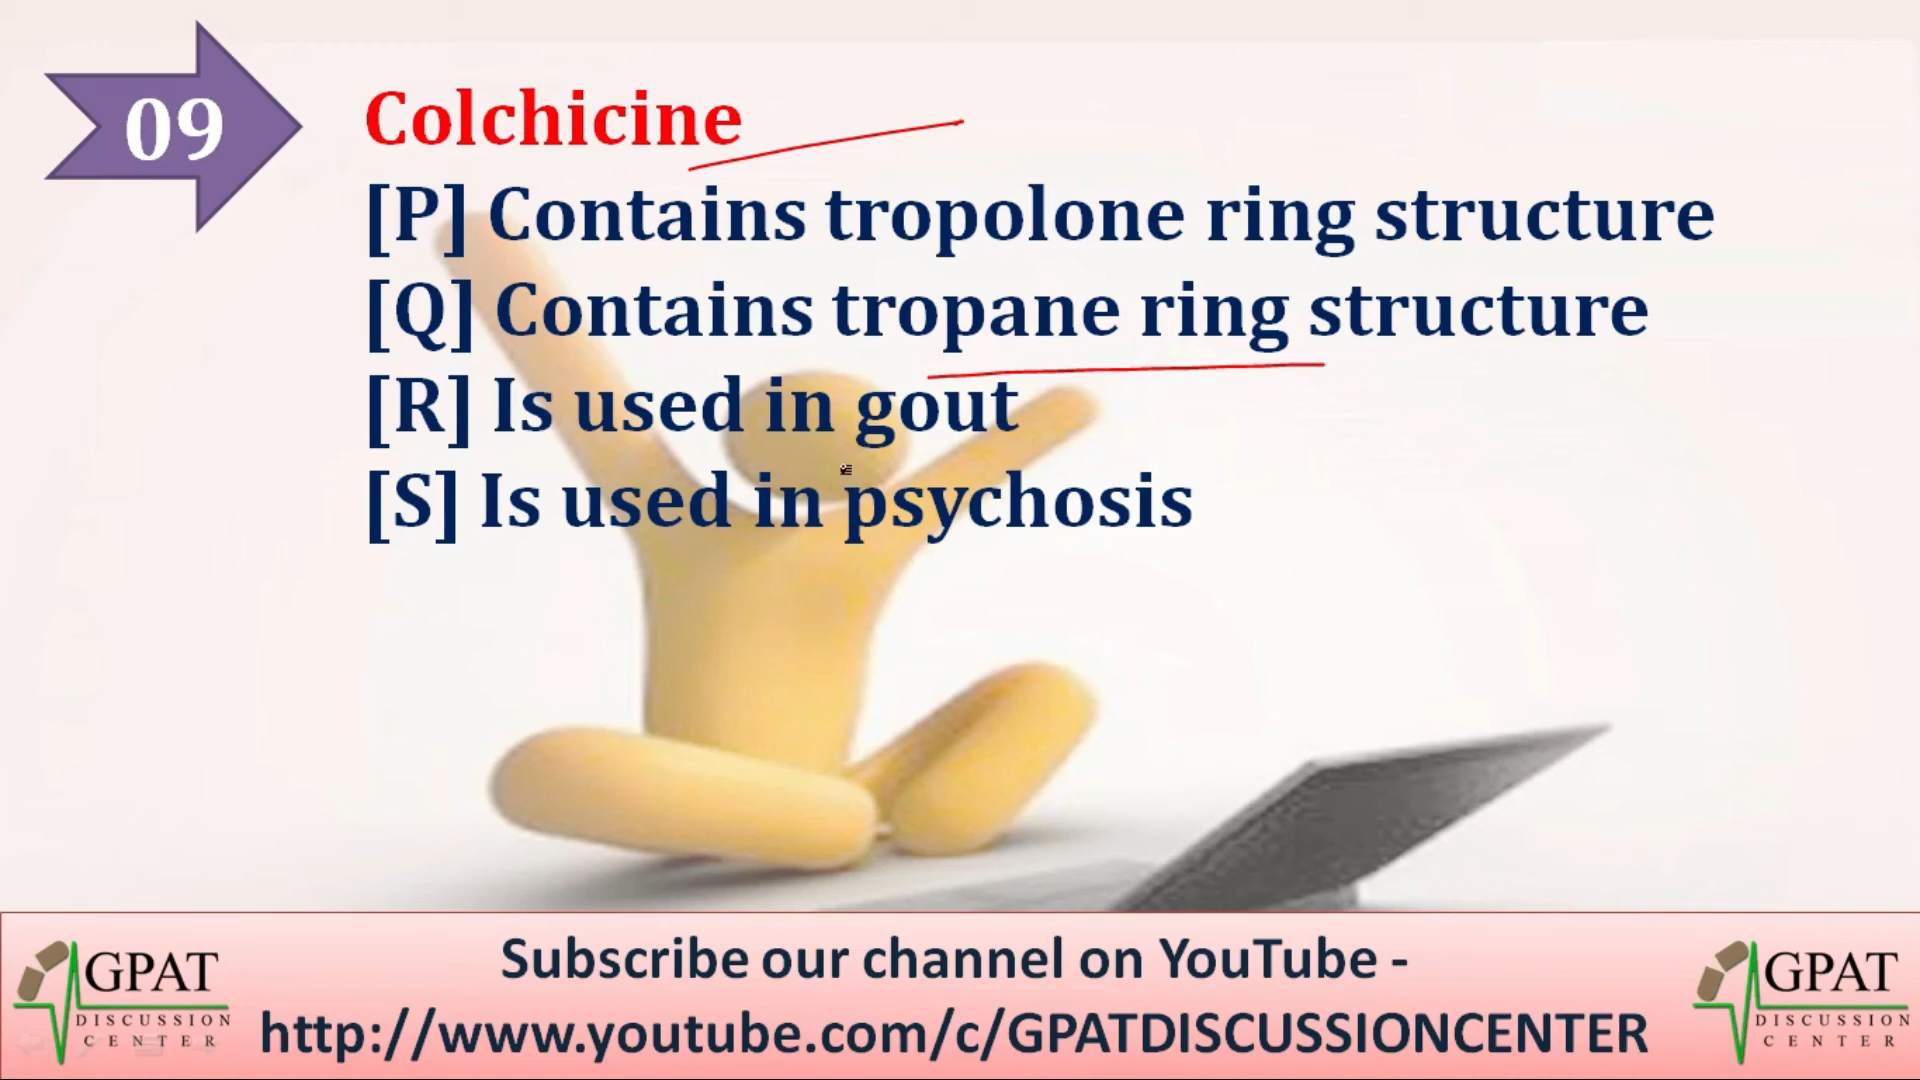 09
Colchicine
[P] Contains tropolone ring structure
[Q] Contains tropane ring structure
[R] Is used in gout
[S] Is used in psychosis
Subscribe our channel on YouTube -
http://www.youtube.com/c/GPATDISCUSSIONCENTER
GPAT
DISCUSSION
CENTER
GPAT
DISCUSSION
CENTER